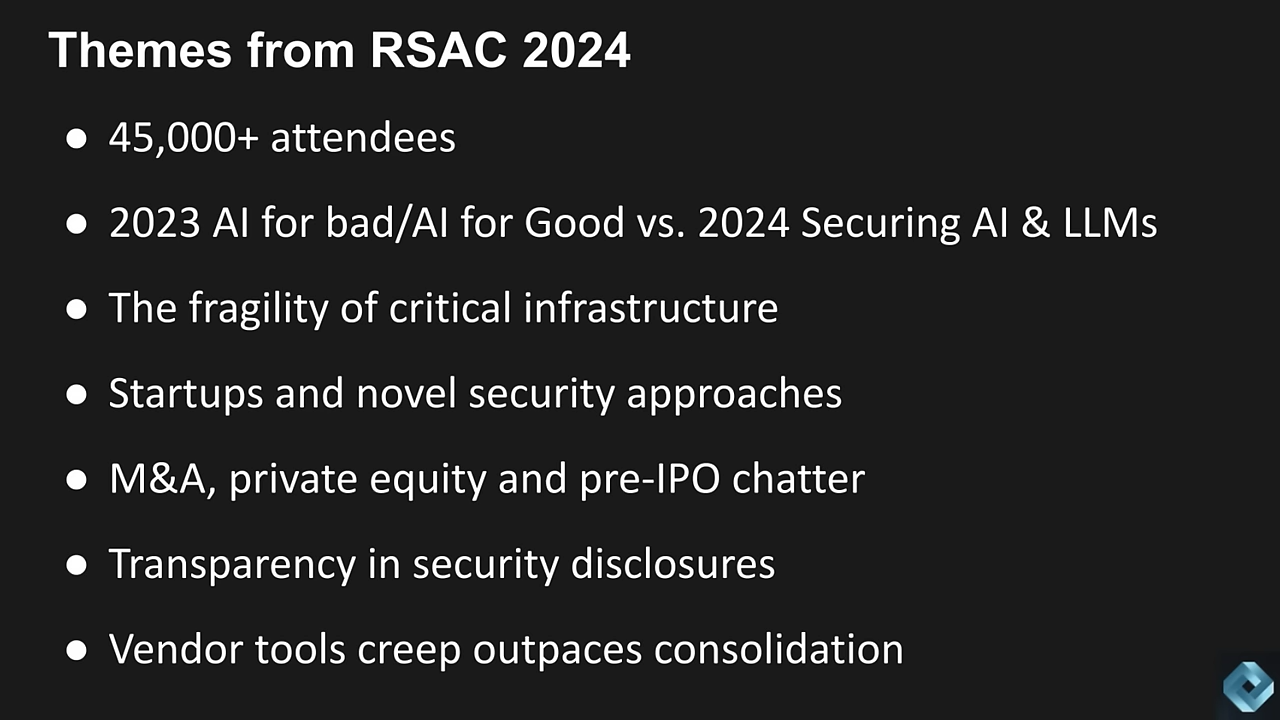 Themes from RSAC 2024
● 45,000+ attendees
● 2023 AI for bad/AI for Good vs. 2024 Securing AI & LLMs
● The fragility of critical infrastructure
● Startups and novel security approaches
● M&A, private equity and pre-IPO chatter
● Transparency in security disclosures
● Vendor tools creep outpaces consolidation